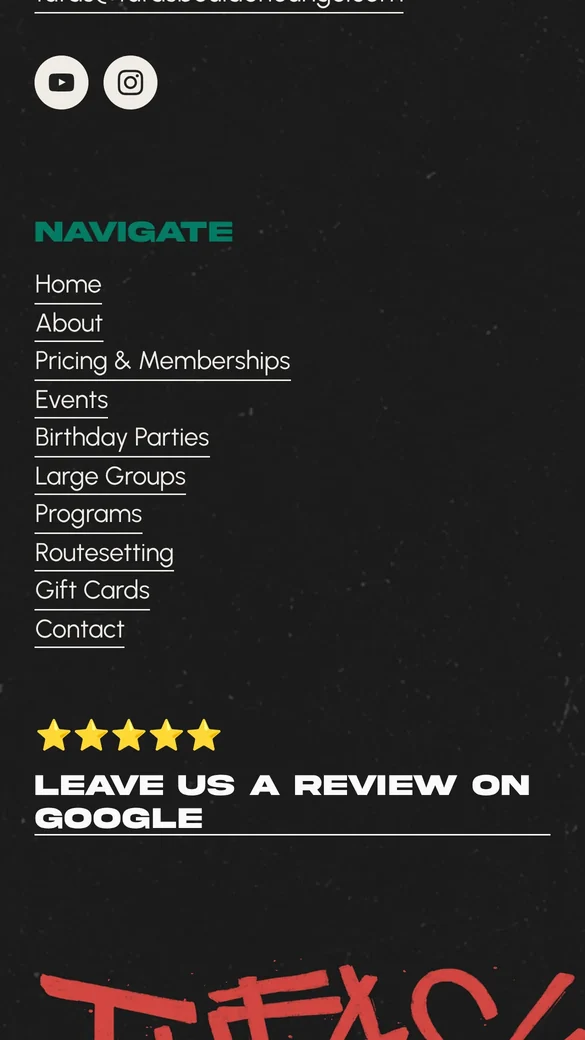 NAVIGATE
Home
About
Pricing & Memberships
Events
Birthday Parties
Large Groups
Programs
Routesetting
Gift Cards
Contact
LEAVE US A REVIEW ON
GOOGLE